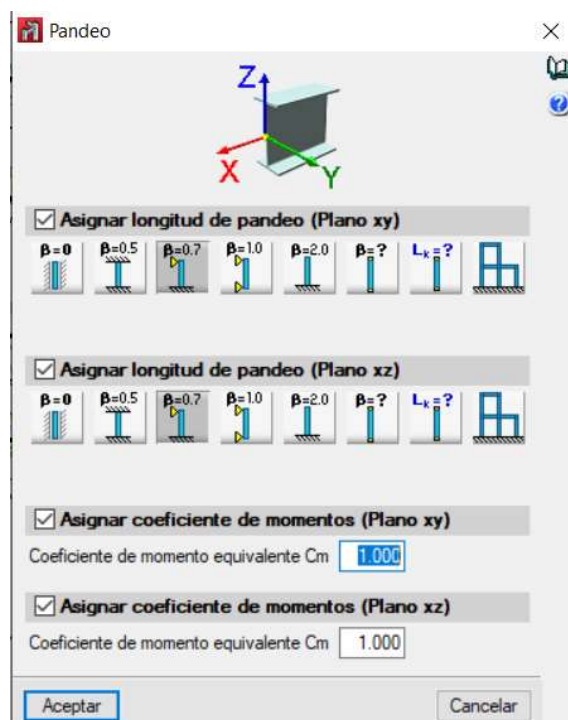 Pandeo
Z
X
Y
Asignar longitud de pandeo (Plano xy)
β=0 β=0.5 β=0.7 β=1.0 β=2.0 β=? Lk=?
Asignar longitud de pandeo (Plano xz)
β=0 β=0.5 β=0.7 β=1.0 β=2.0 β=? Lk=?
Asignar coeficiente de momentos (Plano xy)
Coeficiente de momento equivalente Cm 1.000
Asignar coeficiente de momentos (Plano xz)
Coeficiente de momento equivalente Cm 1.000
Aceptar Cancelar